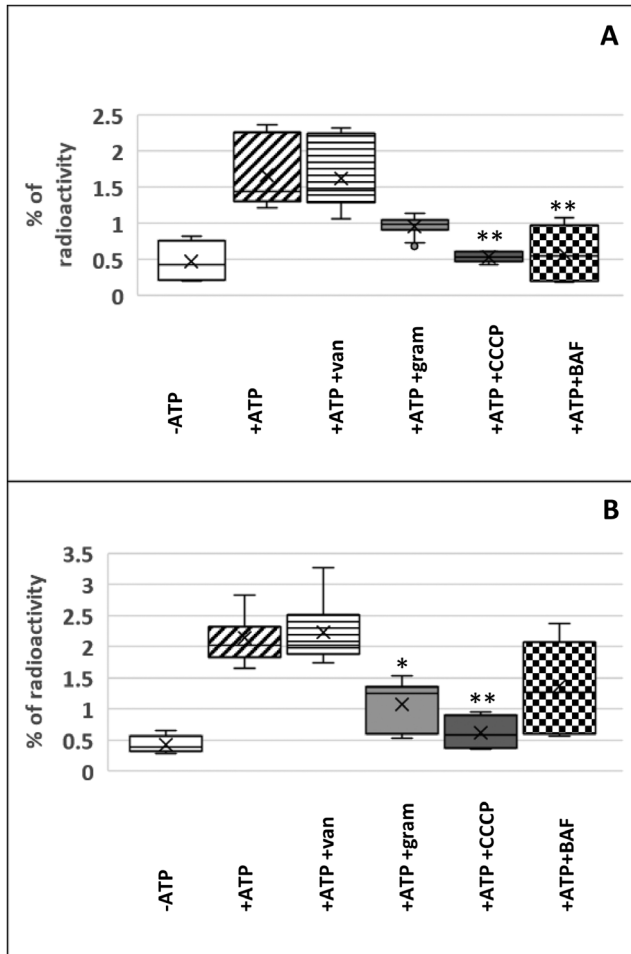 A
2.5
2
1.5
1
0.5
0
% of
radioactivity
**
**
-ATP
+ATP
+ATP +van
+ATP +gram
+ATP +CCCP
+ATP+BAF
B
3.5
3
2.5
2
1.5
1
0.5
0
% of radioactivity
*
**
-ATP
+ATP
+ATP +van
+ATP +gram
+ATP +CCCP
+ATP+BAF